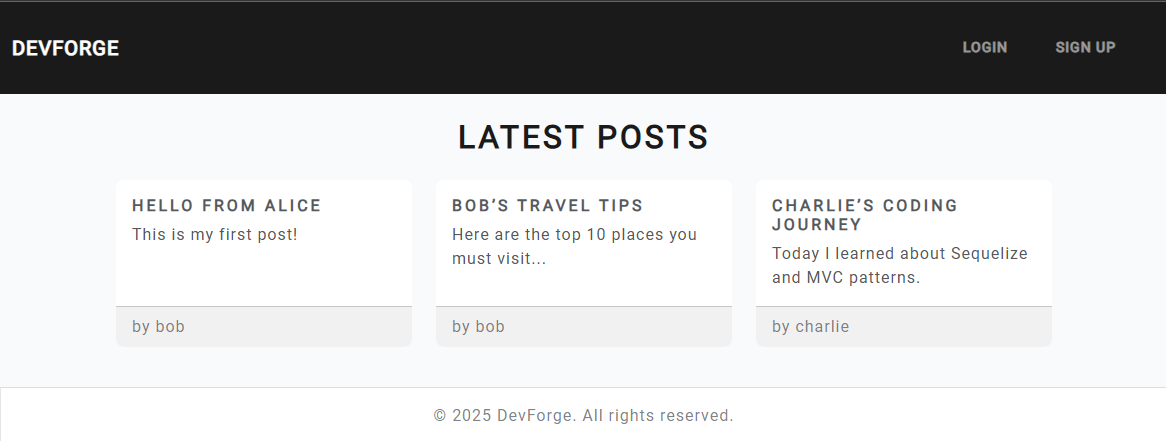 DEVFORGE
LOGIN
SIGN UP
LATEST POSTS
HELLO FROM ALICE
This is my first post!
by bob
BOB’S TRAVEL TIPS
Here are the top 10 places you
must visit...
by bob
CHARLIE’S CODING
JOURNEY
Today I learned about Sequelize
and MVC patterns.
by charlie
© 2025 DevForge. All rights reserved.